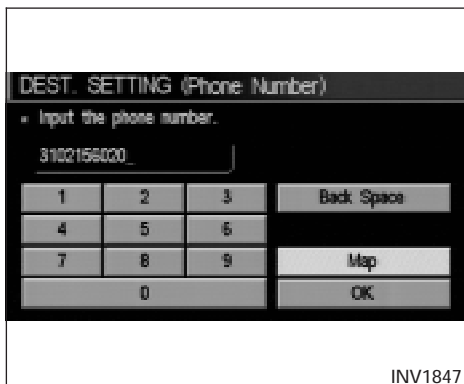 DEST. SETTING (Phone Number)
Input the phone number.
3102156020_
1 2 3 Back Space
4 5 6
7 8 9 Map
0 OK
INV1847